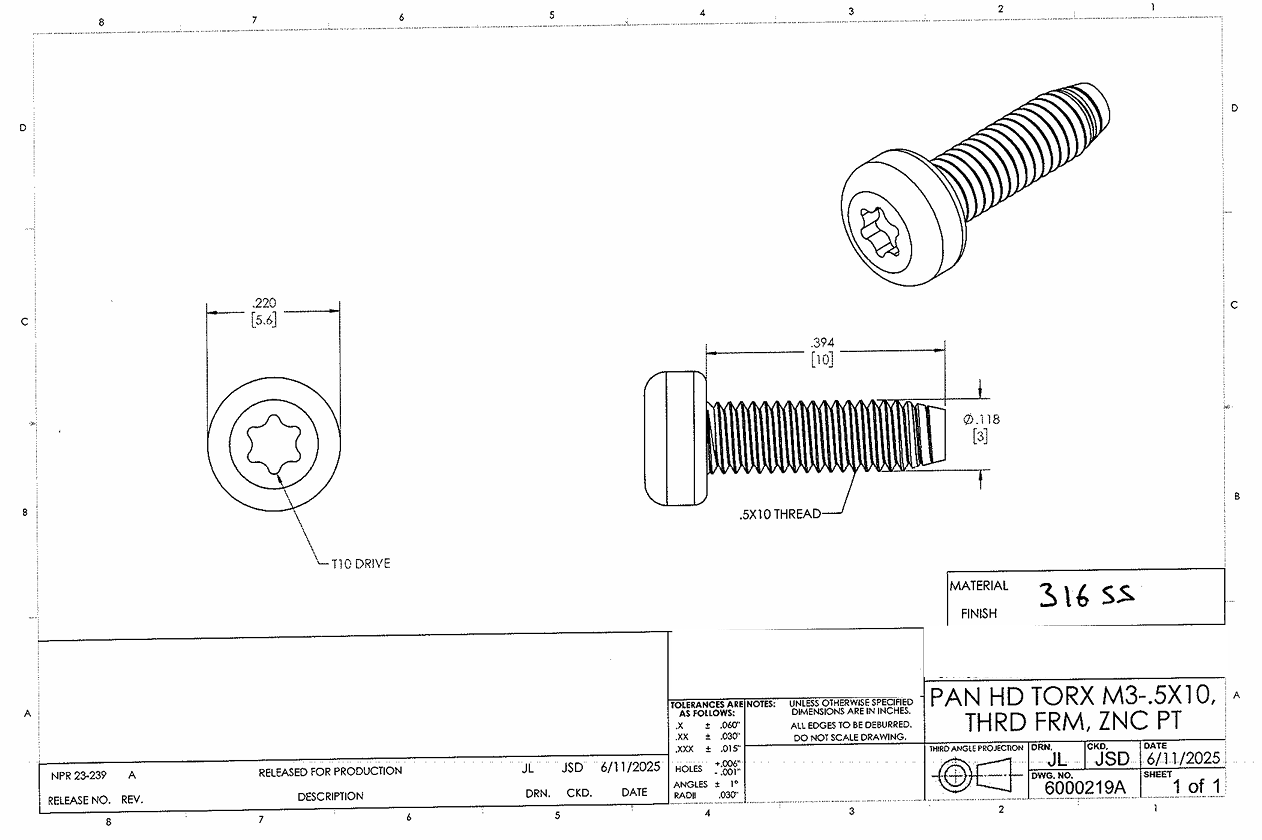 8 7 6 5 4 3 2 1
D D
C C
B B
A A
.220
[5.6]
T10 DRIVE
.394
[10]
Ø.118
[3]
.5X10 THREAD
MATERIAL 316 SS
FINISH
TOLERANCES ARE AS FOLLOWS:
.X ± .060"
.XX ± .030"
.XXX ± .015"
HOLES +.006" -.001"
ANGLES ± 1°
RADII .030"
NOTES: UNLESS OTHERWISE SPECIFIED
DIMENSIONS ARE IN INCHES.
ALL EDGES TO BE DEBURRED.
DO NOT SCALE DRAWING.
PAN HD TORX M3-.5X10,
THRD FRM, ZNC PT
THIRD ANGLE PROJECTION
DRN. JL
CKD. JSD
DATE 6/11/2025
DWG. NO. 6000219A
SHEET 1 of 1
NPR 23-239 A RELEASED FOR PRODUCTION JL JSD 6/11/2025
RELEASE NO. REV. DESCRIPTION DRN. CKD. DATE
8 7 6 5 4 3 2 1